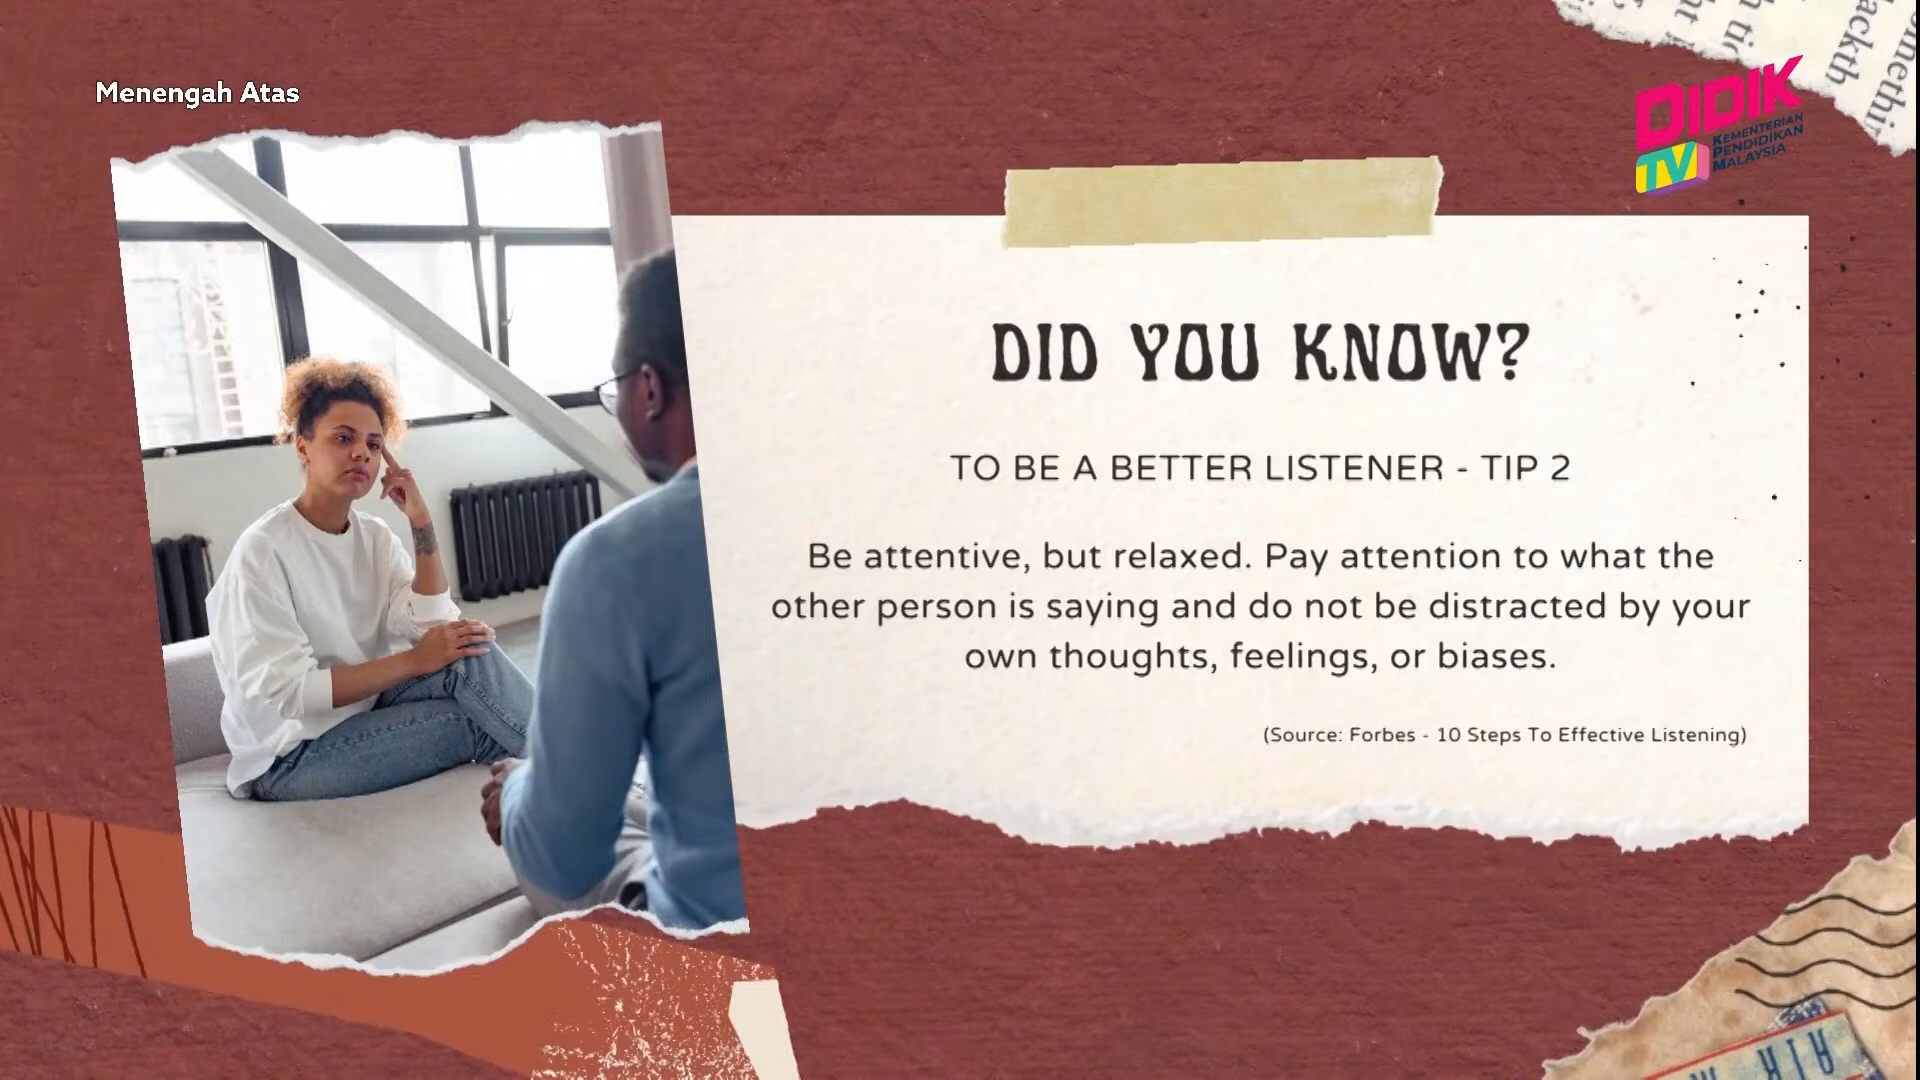 Menengah Atas
DIDIK
TV
KEMENTERIAN
PENDIDIKAN
MALAYSIA
DID YOU KNOW?
TO BE A BETTER LISTENER - TIP 2
Be attentive, but relaxed. Pay attention to what the
other person is saying and do not be distracted by your
own thoughts, feelings, or biases.
(Source: Forbes - 10 Steps To Effective Listening)